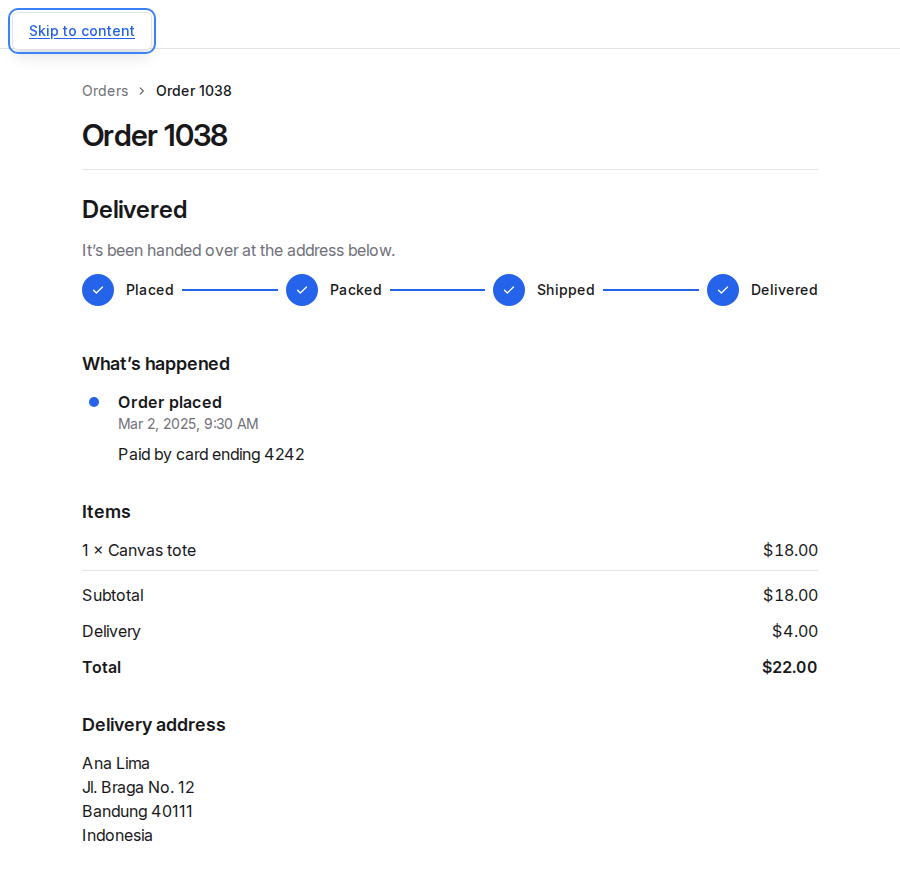 Skip to content
Orders > Order 1038
Order 1038
Delivered
It’s been handed over at the address below.
Placed Packed Shipped Delivered
What’s happened
Order placed
Mar 2, 2025, 9:30 AM
Paid by card ending 4242
Items
1 × Canvas tote $18.00
Subtotal $18.00
Delivery $4.00
Total $22.00
Delivery address
Ana Lima
Jl. Braga No. 12
Bandung 40111
Indonesia